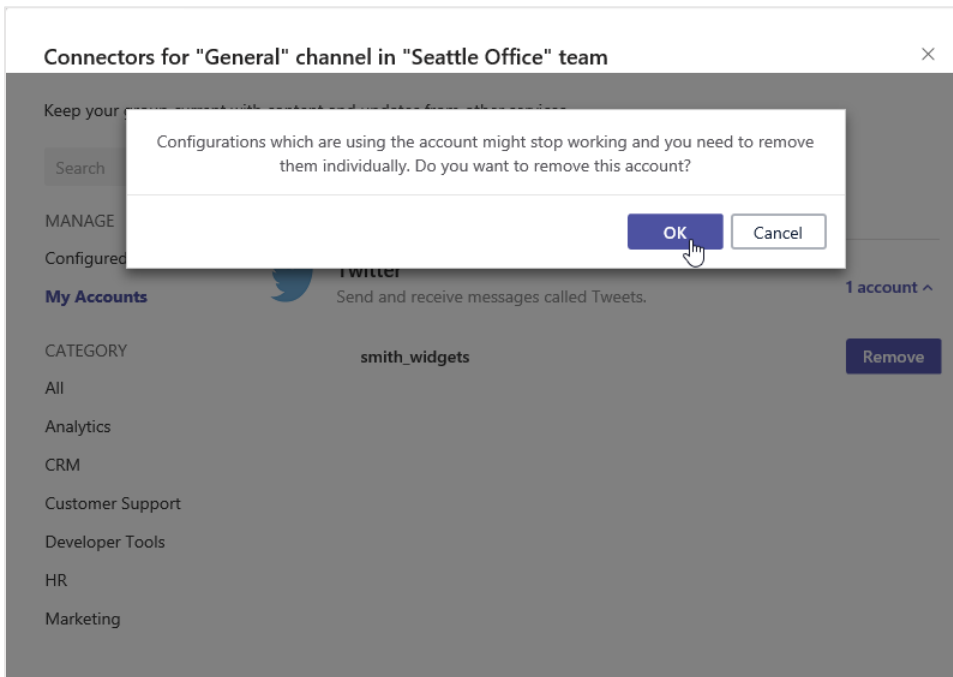 Connectors for "General" channel in "Seattle Office" team
Keep your
Configurations which are using the account might stop working and you need to remove
them individually. Do you want to remove this account?
OK
Cancel
Search
MANAGE
Configured
My Accounts
Twitter
Send and receive messages called Tweets.
1 account
smith_widgets
Remove
CATEGORY
All
Analytics
CRM
Customer Support
Developer Tools
HR
Marketing